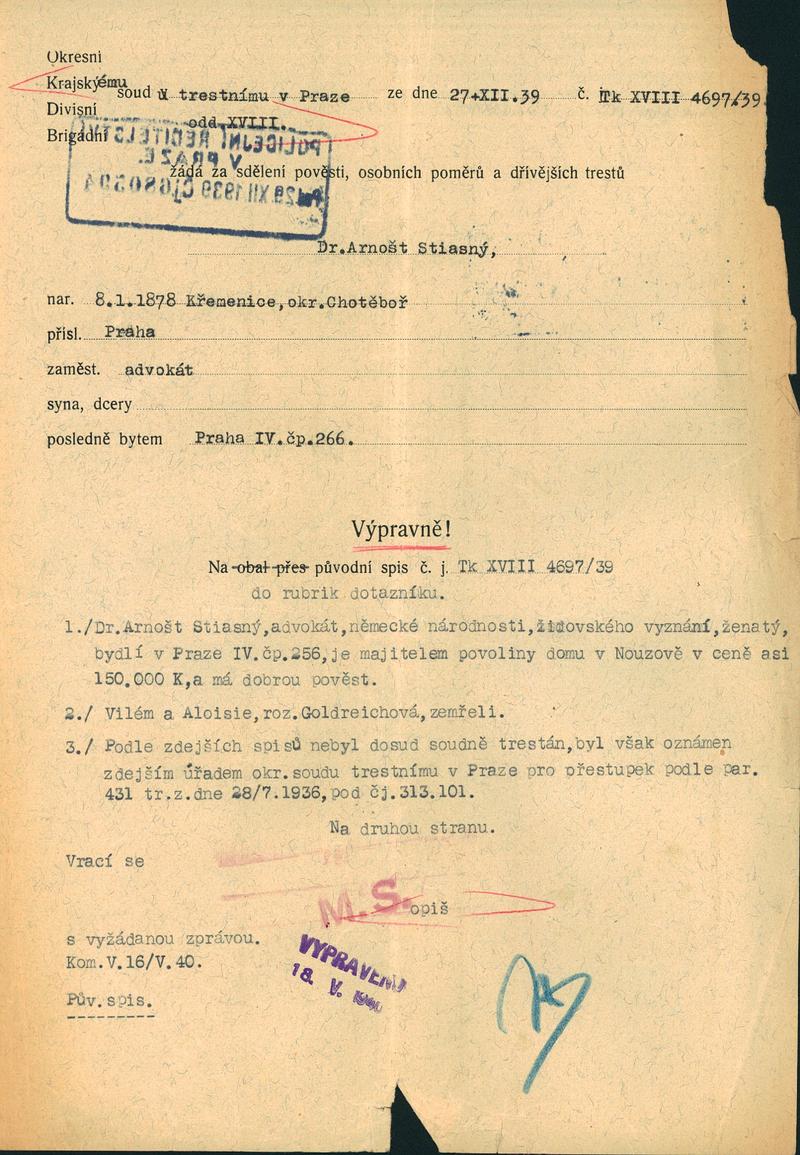 Okresní
Krajskýému
soud u trestnímu v Praze ze dne 27+XII.39 č. Tk XVIII 4697/39
Divisní
odd.XVIII.
Brigádní
POLICEJNÍ ŘEDITELSTVÍ
V PRAZE.
žádá za sdělení pověsti, osobních poměrů a dřívějších trestů
Dr.Arnošt Stiasný,
nar. 8.1.1878 Křemenice,okr.Chotěboř
přísl. Praha
zaměst. advokát
syna, dcery
posledně bytem Praha IV.čp.266.
Výpravně!
Na obal přes původní spis č. j. Tk XVIII 4697/39
do rubrik dotazníku.
1./Dr.Arnošt Stiasný,advokát,německé národnosti,židovského vyznání,ženatý,
bydlí v Praze IV.čp.256,je majitelem povoliny domu v Nouzově v ceně asi
150.000 K,a má dobrou pověst.
2./ Vilém a Aloisie,roz.Goldreichová,zemřeli.
3./ Podle zdejších spisů nebyl dosud soudně trestán,byl však oznámen
zdejším úřadem okr.soudu trestnímu v Praze pro přestupek podle par.
431 tr.z.dne 28/7.1936,pod čj.313.101.
Na druhou stranu.
Vrací se
M.S.
opiš
s vyžádanou zprávou.
Kom.V.16/V.40.
VYPRAVENO
18. V. 1940
Pův.spis.